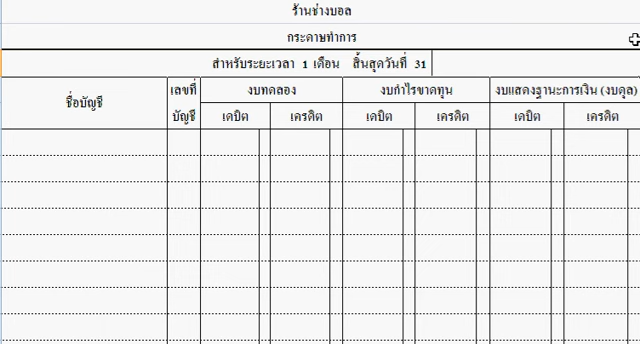 ร้านช่างบอล
กระดาษทำการ
สำหรับระยะเวลา 1 เดือน สิ้นสุดวันที่ 31
ชื่อบัญชี เลขที่บัญชี งบทดลอง งบกำไรขาดทุน งบแสดงฐานะการเงิน (งบดุล)
เดบิต เครดิต เดบิต เครดิต เดบิต เครดิต